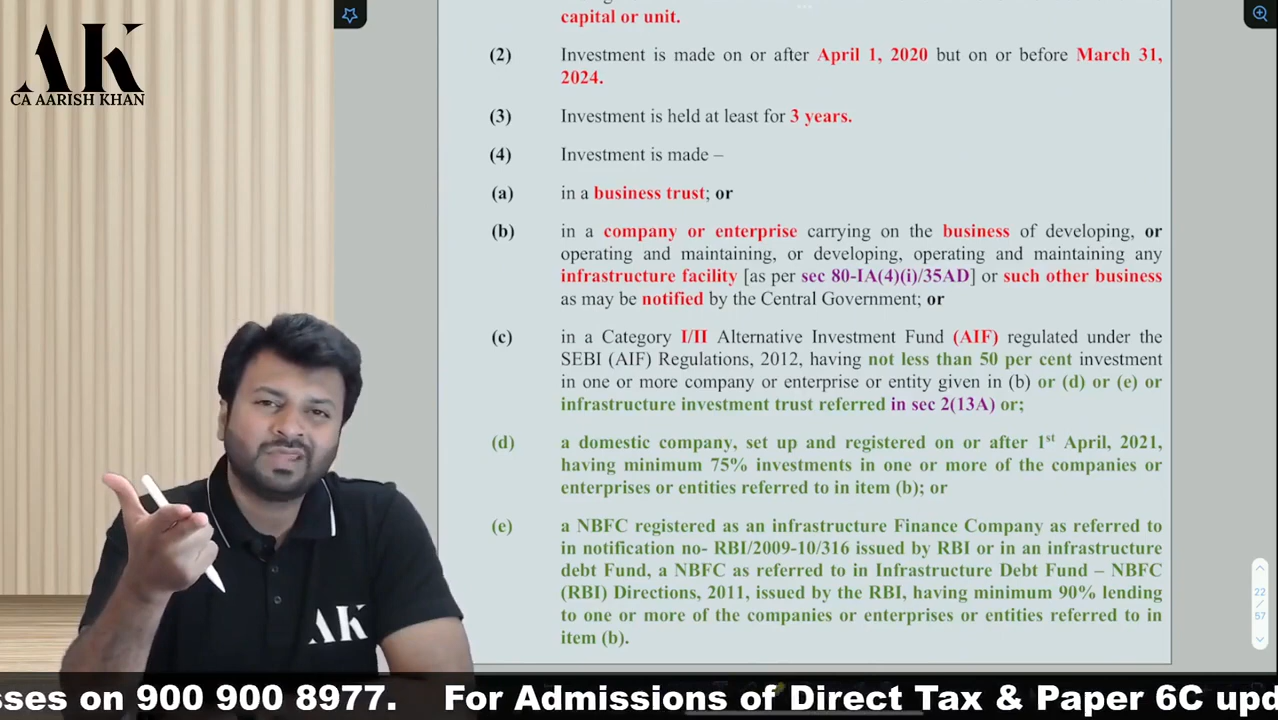 AK
CA AARISH KHAN
capital or unit.
(2) Investment is made on or after April 1, 2020 but on or before March 31,
2024.
(3) Investment is held at least for 3 years.
(4) Investment is made –
(a) in a business trust; or
(b) in a company or enterprise carrying on the business of developing, or
operating and maintaining, or developing, operating and maintaining any
infrastructure facility [as per sec 80-IA(4)(i)/35AD] or such other business
as may be notified by the Central Government; or
(c) in a Category I/II Alternative Investment Fund (AIF) regulated under the
SEBI (AIF) Regulations, 2012, having not less than 50 per cent investment
in one or more company or enterprise or entity given in (b) or (d) or (e) or
infrastructure investment trust referred in sec 2(13A) or;
(d) a domestic company, set up and registered on or after 1st April, 2021,
having minimum 75% investments in one or more of the companies or
enterprises or entities referred to in item (b); or
(e) a NBFC registered as an infrastructure Finance Company as referred to
in notification no- RBI/2009-10/316 issued by RBI or in an infrastructure
debt Fund, a NBFC as referred to in Infrastructure Debt Fund – NBFC
(RBI) Directions, 2011, issued by the RBI, having minimum 90% lending
to one or more of the companies or enterprises or entities referred to in
item (b).
22
/
57
AK
sses on 900 900 8977. For Admissions of Direct Tax & Paper 6C upd